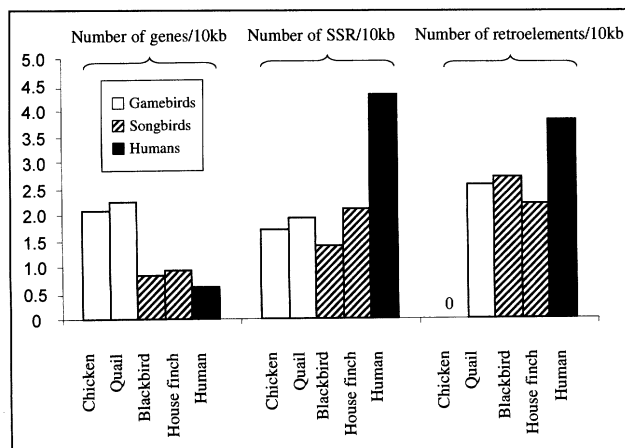 Number of genes/10kb Number of SSR/10kb Number of retroelements/10kb
5.0
4.5
4.0
3.5
3.0
2.5
2.0
1.5
1.0
0.5
0
Gamebirds
Songbirds
Humans
0
Chicken
Quail
Blackbird
House finch
Human
Chicken
Quail
Blackbird
House finch
Human
Chicken
Quail
Blackbird
House finch
Human